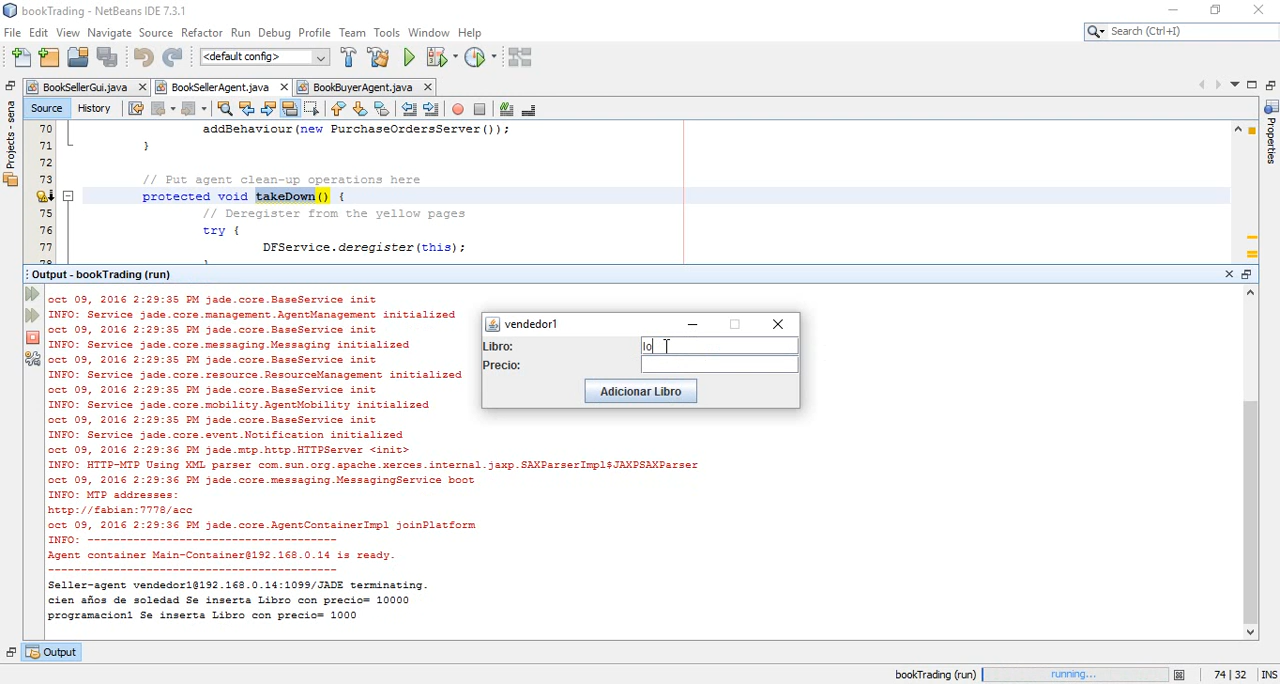 bookTrading - NetBeans IDE 7.3.1
File Edit View Navigate Source Refactor Run Debug Profile Team Tools Window Help
Search (Ctrl+I)
<default config>
BookSellerGui.java BookSellerAgent.java BookBuyerAgent.java
Source History
Projects - sena
Properties
70 addBehaviour(new PurchaseOrdersServer());
71 }
72
73 // Put agent clean-up operations here
protected void takeDown() {
75 // Deregister from the yellow pages
76 try {
77 DFService.deregister(this);
Output - bookTrading (run)
oct 09, 2016 2:29:35 PM jade.core.BaseService init
INFO: Service jade.core.management.AgentManagement initialized
oct 09, 2016 2:29:35 PM jade.core.BaseService init
INFO: Service jade.core.messaging.Messaging initialized
oct 09, 2016 2:29:35 PM jade.core.BaseService init
INFO: Service jade.core.resource.ResourceManagement initialized
oct 09, 2016 2:29:35 PM jade.core.BaseService init
INFO: Service jade.core.mobility.AgentMobility initialized
oct 09, 2016 2:29:35 PM jade.core.BaseService init
INFO: Service jade.core.event.Notification initialized
oct 09, 2016 2:29:36 PM jade.mtp.http.HTTPServer <init>
INFO: HTTP-MTP Using XML parser com.sun.org.apache.xerces.internal.jaxp.SAXParserImpl$JAXPSAXParser
oct 09, 2016 2:29:36 PM jade.core.messaging.MessagingService boot
INFO: MTP addresses:
http://fabian:7778/acc
oct 09, 2016 2:29:36 PM jade.core.AgentContainerImpl joinPlatform
INFO: -------------------------------------
Agent container Main-Container@192.168.0.14 is ready.
--------------------------------------------
Seller-agent vendedor1@192.168.0.14:1099/JADE terminating.
cien años de soledad Se inserta Libro con precio= 10000
programacion1 Se inserta Libro con precio= 1000
vendedor1
Libro: lo
Precio:
Adicionar Libro
Output
bookTrading (run) running... 74 | 32 INS